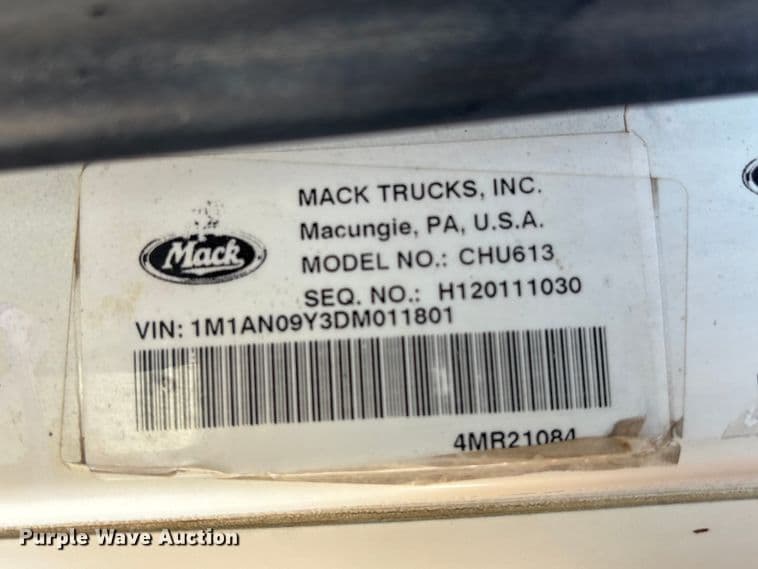 MACK TRUCKS, INC.
Macungie, PA, U.S.A.
Mack
MODEL NO.: CHU613
SEQ. NO.: H120111030
VIN: 1M1AN09Y3DM011801
4MR21084
Purple Wave Auction